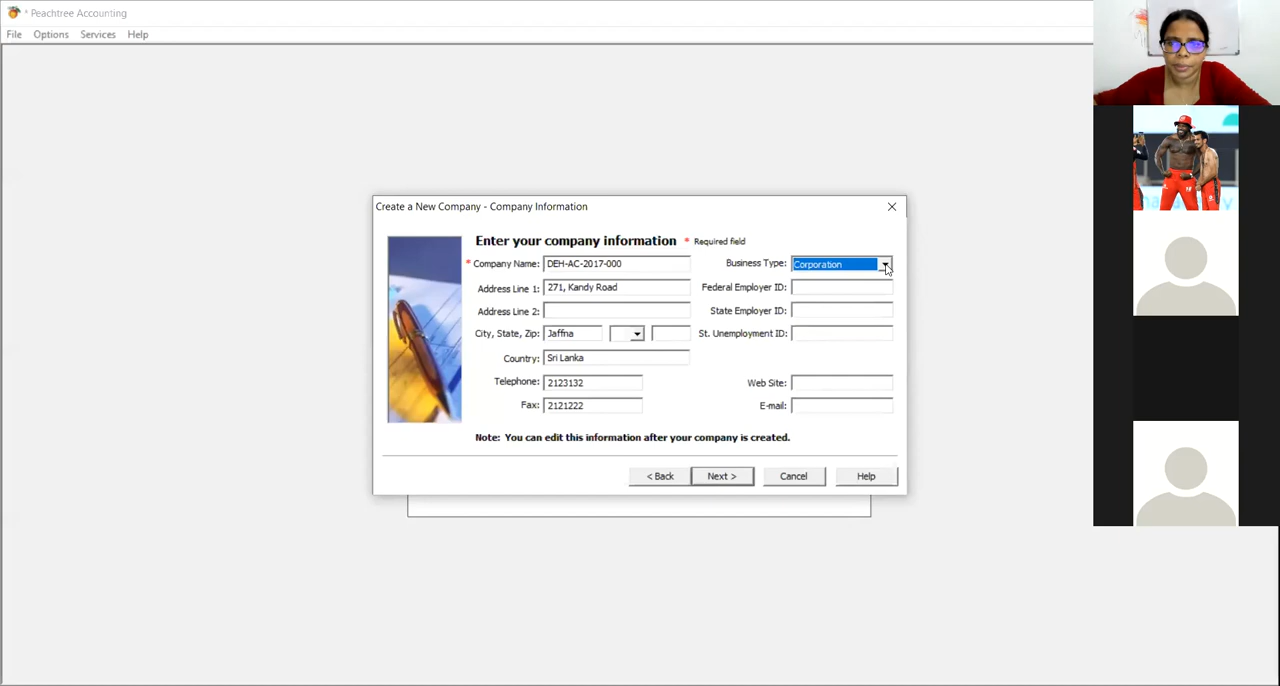 * Peachtree Accounting
File Options Services Help
Create a New Company - Company Information
Enter your company information * Required field
* Company Name: DEH-AC-2017-000
Business Type: Corporation
Address Line 1: 271, Kandy Road
Federal Employer ID:
Address Line 2:
State Employer ID:
City, State, Zip: Jaffna
St. Unemployment ID:
Country: Sri Lanka
Telephone: 2123132
Web Site:
Fax: 2121222
E-mail:
Note: You can edit this information after your company is created.
< Back Next > Cancel Help